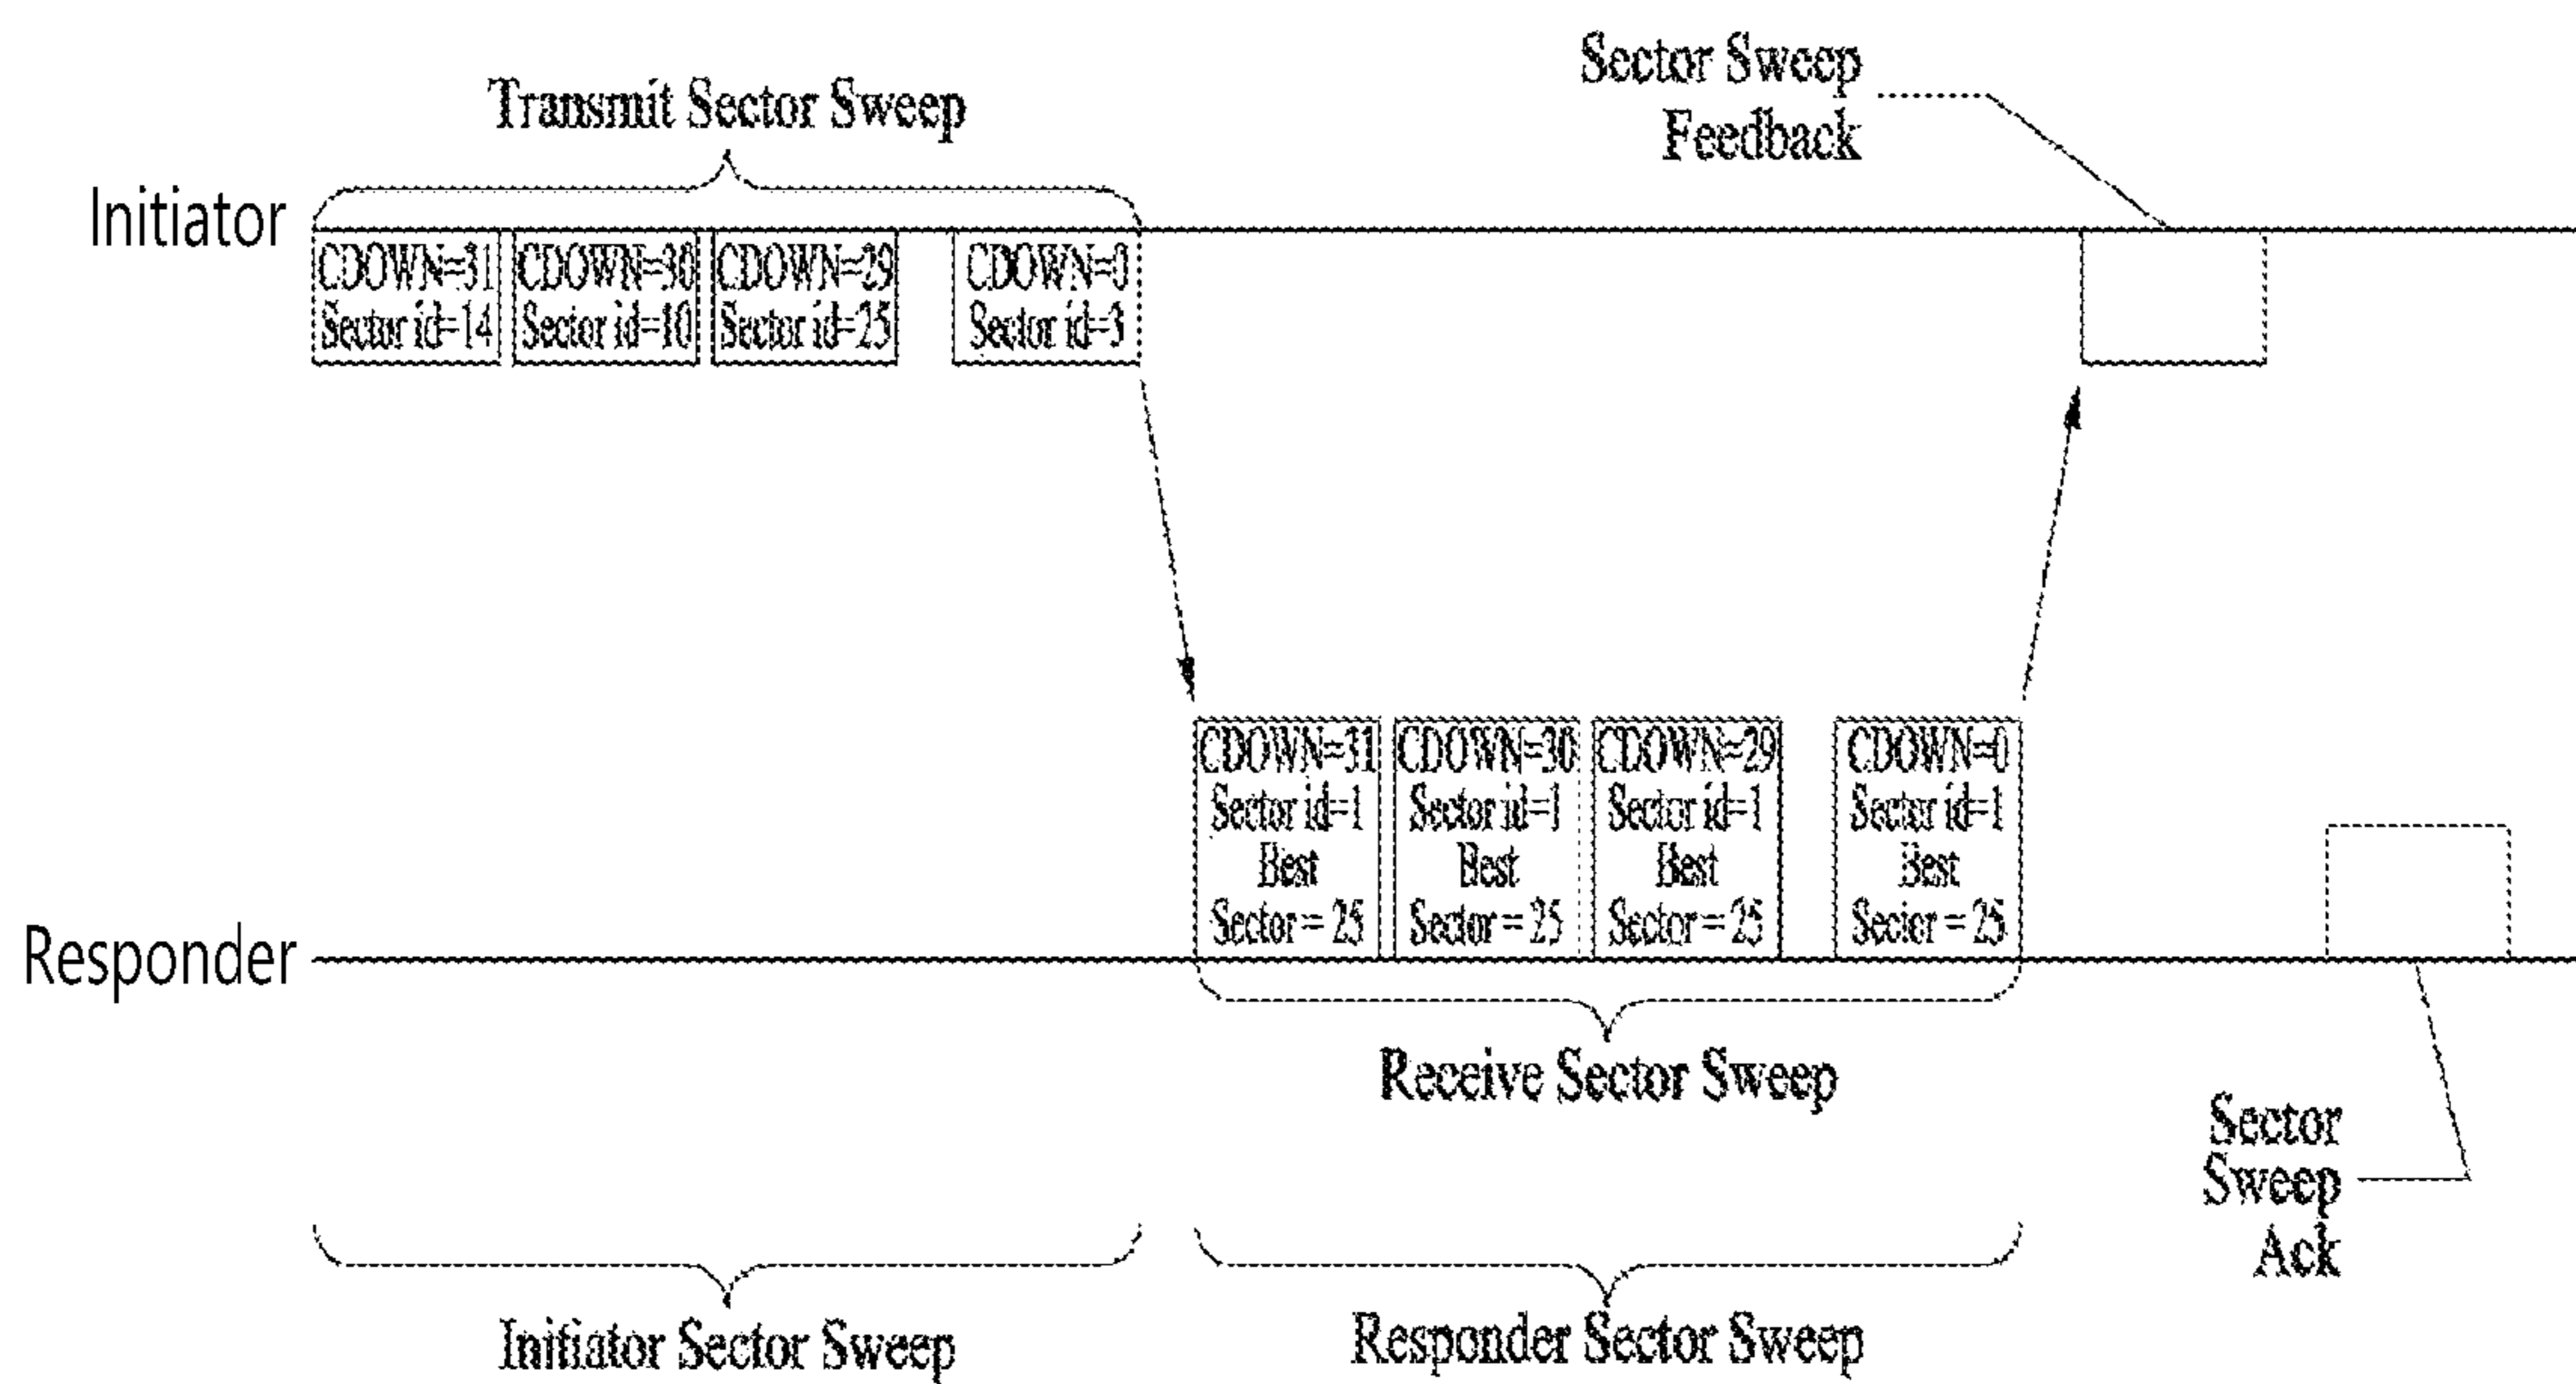 Transmit Sector Sweep
Sector Sweep
Feedback
Initiator
CDOWN=31
Sector id=14
CDOWN=30
Sector id=10
CDOWN=29
Sector id=25
CDOWN=0
Sector id=3
CDOWN=31
Sector id=1
Best
Sector = 25
CDOWN=30
Sector id=1
Best
Sector = 25
CDOWN=29
Sector id=1
Best
Sector = 25
CDOWN=0
Sector id=1
Best
Sector = 25
Responder
Receive Sector Sweep
Sector
Sweep
Ack
Initiator Sector Sweep
Responder Sector Sweep